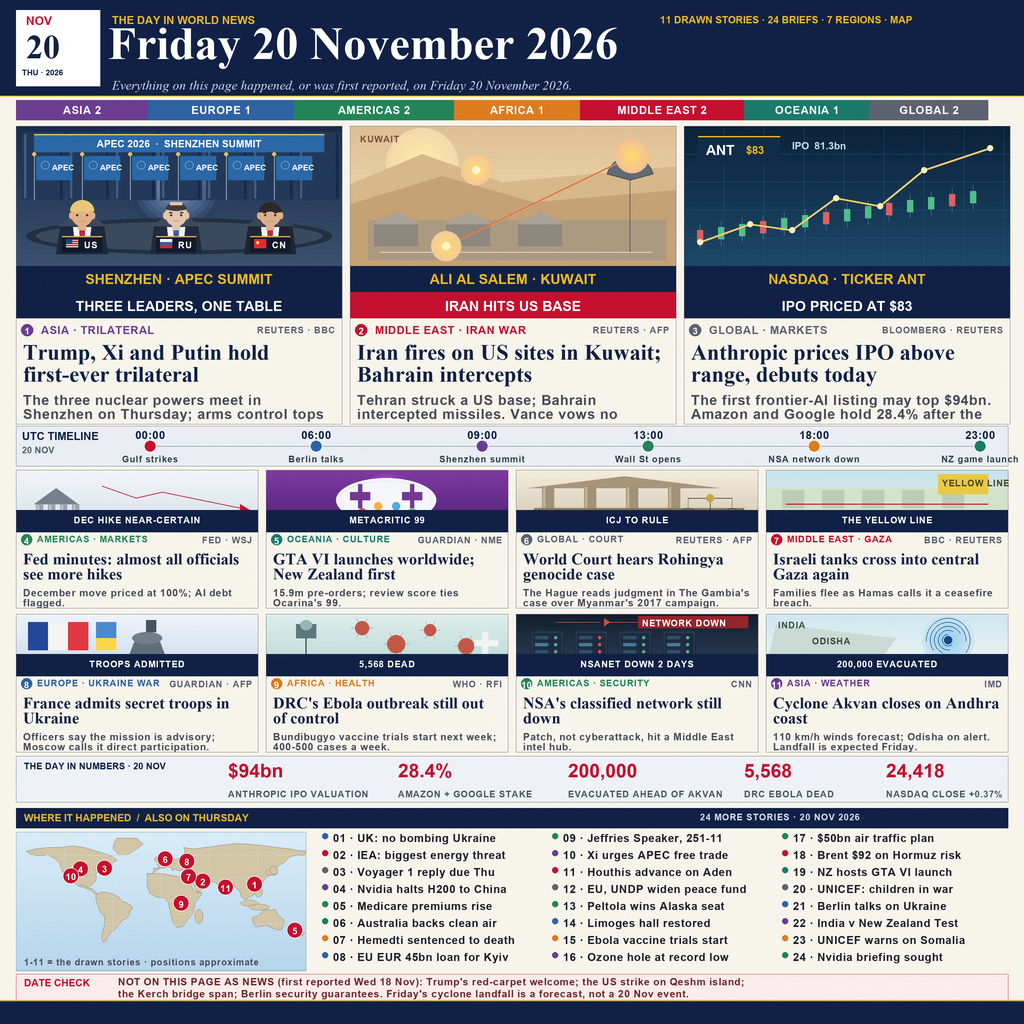 NOV
20
THU · 2026
THE DAY IN WORLD NEWS
11 DRAWN STORIES · 24 BRIEFS · 7 REGIONS · MAP
Friday 20 November 2026
Everything on this page happened, or was first reported, on Friday 20 November 2026.
ASIA 2
EUROPE 1
AMERICAS 2
AFRICA 1
MIDDLE EAST 2
OCEANIA 1
GLOBAL 2
APEC 2026 · SHENZHEN SUMMIT
APEC
APEC
APEC
APEC
APEC
APEC
US
RU
CN
SHENZHEN · APEC SUMMIT
THREE LEADERS, ONE TABLE
1 ASIA · TRILATERAL
REUTERS · BBC
Trump, Xi and Putin hold
first-ever trilateral
The three nuclear powers meet in
Shenzhen on Thursday; arms control tops
KUWAIT
ALI AL SALEM · KUWAIT
IRAN HITS US BASE
2 MIDDLE EAST · IRAN WAR
REUTERS · AFP
Iran fires on US sites in Kuwait;
Bahrain intercepts
Tehran struck a US base; Bahrain
intercepted missiles. Vance vows no
ANT $83
IPO 81.3bn
NASDAQ · TICKER ANT
IPO PRICED AT $83
3 GLOBAL · MARKETS
BLOOMBERG · REUTERS
Anthropic prices IPO above
range, debuts today
The first frontier-AI listing may top $94bn.
Amazon and Google hold 28.4% after the
UTC TIMELINE
20 NOV
00:00
Gulf strikes
06:00
Berlin talks
09:00
Shenzhen summit
13:00
Wall St opens
18:00
NSA network down
23:00
NZ game launch
DEC HIKE NEAR-CERTAIN
4 AMERICAS · MARKETS
FED · WSJ
Fed minutes: almost all officials
see more hikes
December move priced at 100%; AI debt
flagged.
METACRITIC 99
5 OCEANIA · CULTURE
GUARDIAN · NME
GTA VI launches worldwide;
New Zealand first
15.9m pre-orders; review score ties
Ocarina's 99.
ICJ TO RULE
6 GLOBAL · COURT
REUTERS · AFP
World Court hears Rohingya
genocide case
The Hague reads judgment in The Gambia's
case over Myanmar's 2017 campaign.
YELLOW LINE
THE YELLOW LINE
7 MIDDLE EAST · GAZA
BBC · REUTERS
Israeli tanks cross into central
Gaza again
Families flee as Hamas calls it a ceasefire
breach.
TROOPS ADMITTED
8 EUROPE · UKRAINE WAR
GUARDIAN · AFP
France admits secret troops in
Ukraine
Officers say the mission is advisory;
Moscow calls it direct participation.
5,568 DEAD
9 AFRICA · HEALTH
WHO · RFI
DRC's Ebola outbreak still out
of control
Bundibugyo vaccine trials start next week;
400-500 cases a week.
NETWORK DOWN
NSANET DOWN 2 DAYS
10 AMERICAS · SECURITY
CNN
NSA's classified network still
down
Patch, not cyberattack, hit a Middle East
intel hub.
INDIA
ODISHA
200,000 EVACUATED
11 ASIA · WEATHER
IMD
Cyclone Akvan closes on Andhra
coast
110 km/h winds forecast; Odisha on alert.
Landfall is expected Friday.
THE DAY IN NUMBERS · 20 NOV
$94bn
ANTHROPIC IPO VALUATION
28.4%
AMAZON + GOOGLE STAKE
200,000
EVACUATED AHEAD OF AKVAN
5,568
DRC EBOLA DEAD
24,418
NASDAQ CLOSE +0.37%
WHERE IT HAPPENED / ALSO ON THURSDAY
24 MORE STORIES · 20 NOV 2026
6
8
4
3
10
7
2
11
1
9
5
1-11 = the drawn stories · positions approximate
01 · UK: no bombing Ukraine
02 · IEA: biggest energy threat
03 · Voyager 1 reply due Thu
04 · Nvidia halts H200 to China
05 · Medicare premiums rise
06 · Australia backs clean air
07 · Hemedti sentenced to death
08 · EU EUR 45bn loan for Kyiv
09 · Jeffries Speaker, 251-11
10 · Xi urges APEC free trade
11 · Houthis advance on Aden
12 · EU, UNDP widen peace fund
13 · Peltola wins Alaska seat
14 · Limoges hall restored
15 · Ebola vaccine trials start
16 · Ozone hole at record low
17 · $50bn air traffic plan
18 · Brent $92 on Hormuz risk
19 · NZ hosts GTA VI launch
20 · UNICEF: children in war
21 · Berlin talks on Ukraine
22 · India v New Zealand Test
23 · UNICEF warns on Somalia
24 · Nvidia briefing sought
DATE CHECK
NOT ON THIS PAGE AS NEWS (first reported Wed 18 Nov): Trump's red-carpet welcome; the US strike on Qeshm island;
the Kerch bridge span; Berlin security guarantees. Friday's cyclone landfall is a forecast, not a 20 Nov event.